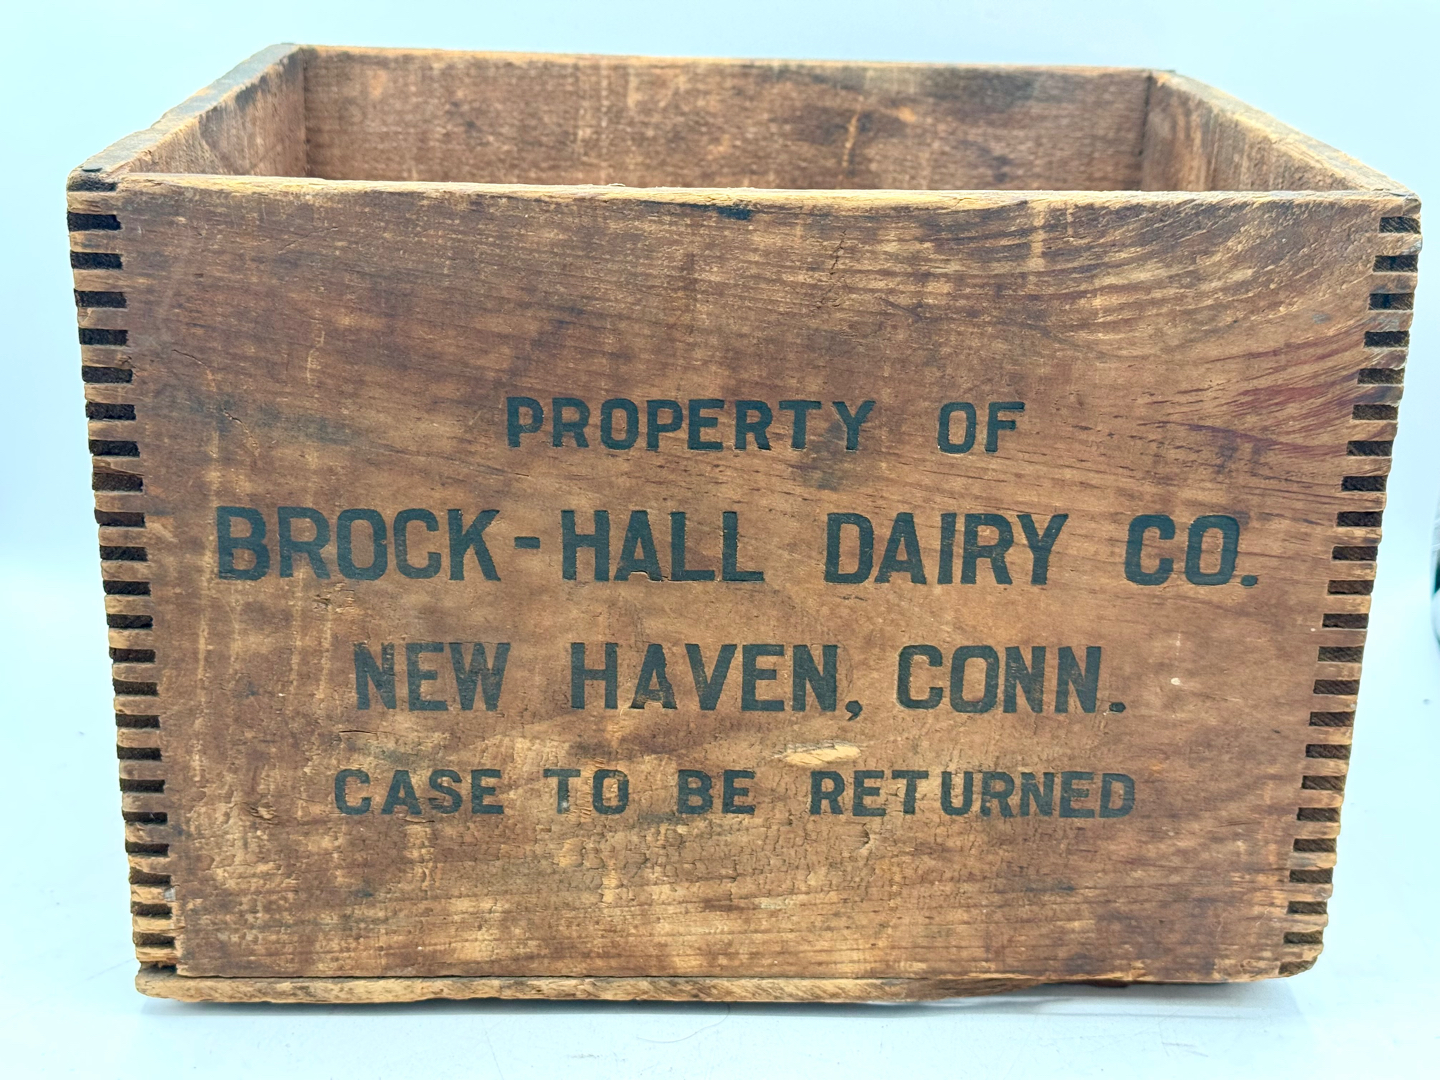 PROPERTY OF
BROCK-HALL DAIRY CO.
NEW HAVEN, CONN.
CASE TO BE RETURNED